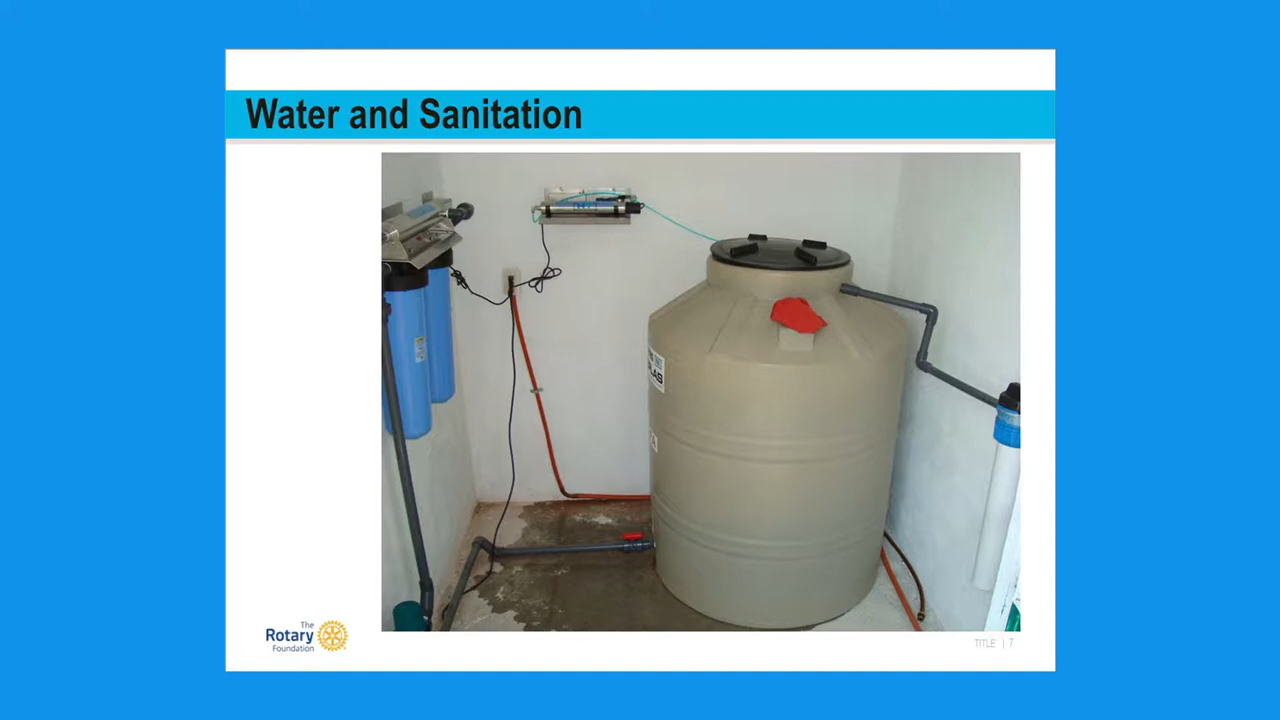 Water and Sanitation
The
Rotary
Foundation
TITLE | 7